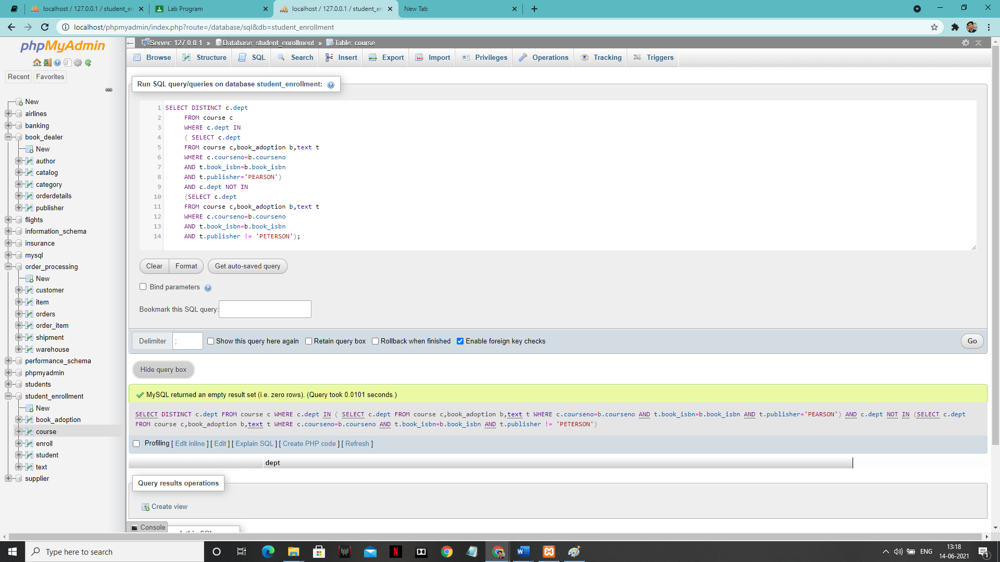 localhost / 127.0.0.1 / student_en
Lab Program
localhost / 127.0.0.1 / student_en
New Tab
localhost/phpmyadmin/index.php?route=/database/sql&db=student_enrollment
phpMyAdmin
Recent
Favorites
New
airlines
banking
book_dealer
New
author
catalog
category
orderdetails
publisher
flights
information_schema
insurance
mysql
order_processing
New
customer
item
orders
order_item
shipment
warehouse
performance_schema
phpmyadmin
students
student_enrollment
New
book_adoption
course
enroll
student
text
supplier
Server: 127.0.0.1 » Database: student_enrollment » Table: course
Browse Structure SQL Search Insert Export Import Privileges Operations Tracking Triggers
Run SQL query/queries on database student_enrollment:
1 SELECT DISTINCT c.dept
2 FROM course c
3 WHERE c.dept IN
4 ( SELECT c.dept
5 FROM course c,book_adoption b,text t
6 WHERE c.courseno=b.courseno
7 AND t.book_isbn=b.book_isbn
8 AND t.publisher='PEARSON')
9 AND c.dept NOT IN
10 (SELECT c.dept
11 FROM course c,book_adoption b,text t
12 WHERE c.courseno=b.courseno
13 AND t.book_isbn=b.book_isbn
14 AND t.publisher != 'PETERSON');
Clear Format Get auto-saved query
Bind parameters
Bookmark this SQL query:
Delimiter ; Show this query here again Retain query box Rollback when finished Enable foreign key checks Go
Hide query box
MySQL returned an empty result set (i.e. zero rows). (Query took 0.0101 seconds.)
SELECT DISTINCT c.dept FROM course c WHERE c.dept IN ( SELECT c.dept FROM course c,book_adoption b,text t WHERE c.courseno=b.courseno AND t.book_isbn=b.book_isbn AND t.publisher='PEARSON') AND c.dept NOT IN (SELECT c.dept
FROM course c,book_adoption b,text t WHERE c.courseno=b.courseno AND t.book_isbn=b.book_isbn AND t.publisher != 'PETERSON')
Profiling [ Edit inline ] [ Edit ] [ Explain SQL ] [ Create PHP code ] [ Refresh ]
dept
Query results operations
Create view
Console
Type here to search
ENG
13:18
14-06-2021
1